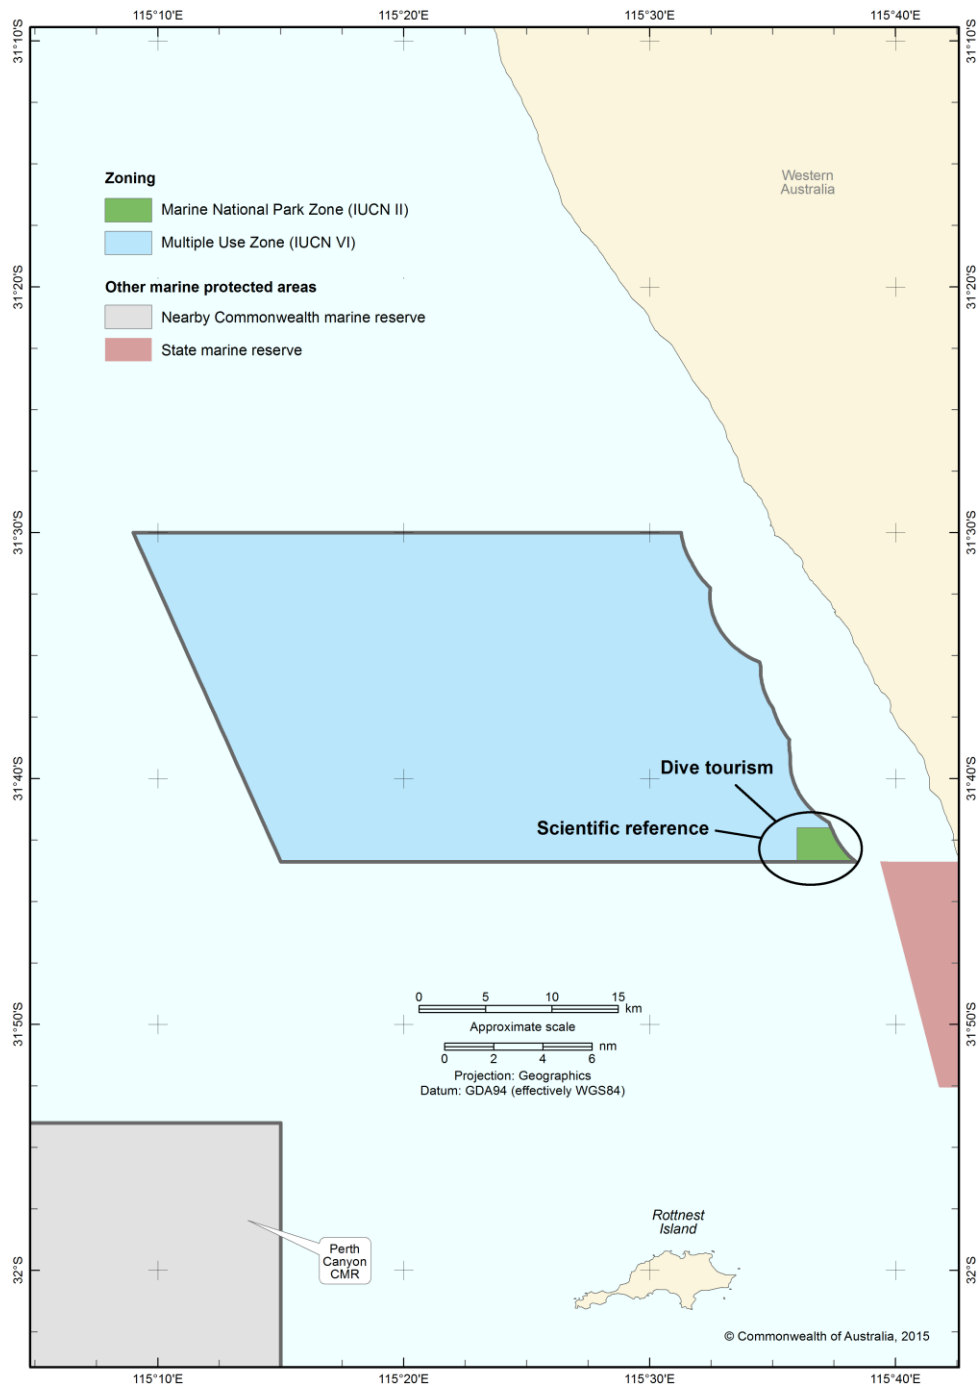 115°10'E
115°20'E
115°30'E
115°40'E
31°10'S
31°10'S
Western
Australia
Zoning
Marine National Park Zone (IUCN II)
Multiple Use Zone (IUCN VI)
Other marine protected areas
Nearby Commonwealth marine reserve
State marine reserve
31°20'S
31°20'S
31°30'S
31°30'S
Dive tourism
Scientific reference
31°40'S
31°40'S
0 5 10 15
km
Approximate scale
nm
0 2 4 6
Projection: Geographics
Datum: GDA94 (effectively WGS84)
31°50'S
31°50'S
Rottnest
Island
Perth
Canyon
CMR
32°S
32°S
© Commonwealth of Australia, 2015
115°10'E
115°20'E
115°30'E
115°40'E